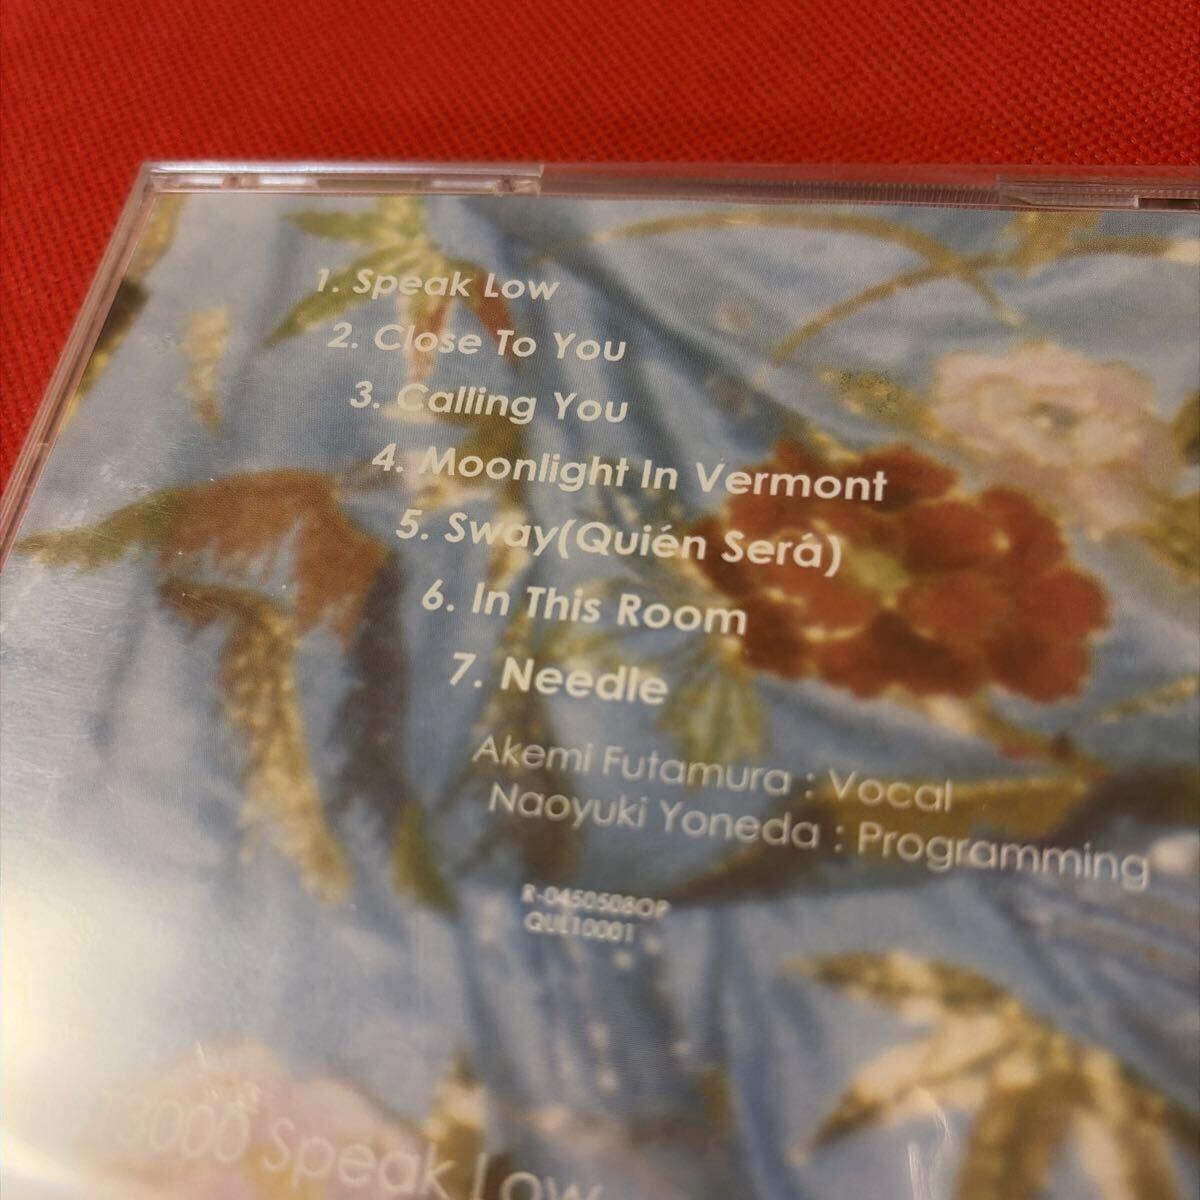 1. Speak Low
2. Close To You
3. Calling You
4. Moonlight In Vermont
5. Sway(Quién Será)
6. In This Room
7. Needle
Akemi Futamura : Vocal
Naoyuki Yoneda : Programming
R-0450508OP
QUL10001
Speak Low